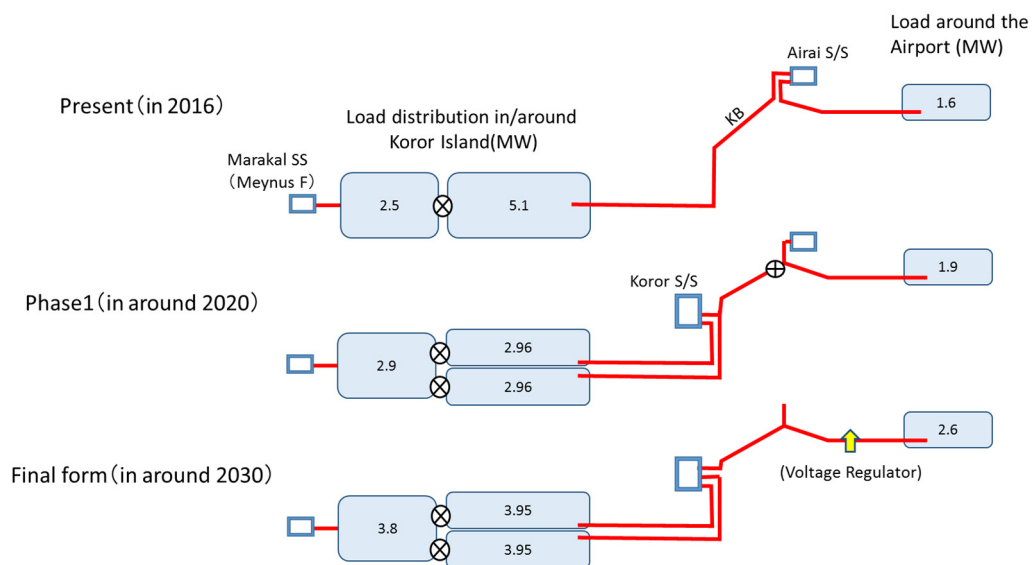 Load around the
Airport (MW)
Airai S/S
Present(in 2016)
1.6
KB
Load distribution in/around
Koror Island(MW)
Marakal SS
(Meynus F)
2.5
5.1
1.9
Koror S/S
Phase1(in around 2020)
2.96
2.9
2.96
2.6
(Voltage Regulator)
Final form(in around 2030)
3.95
3.8
3.95